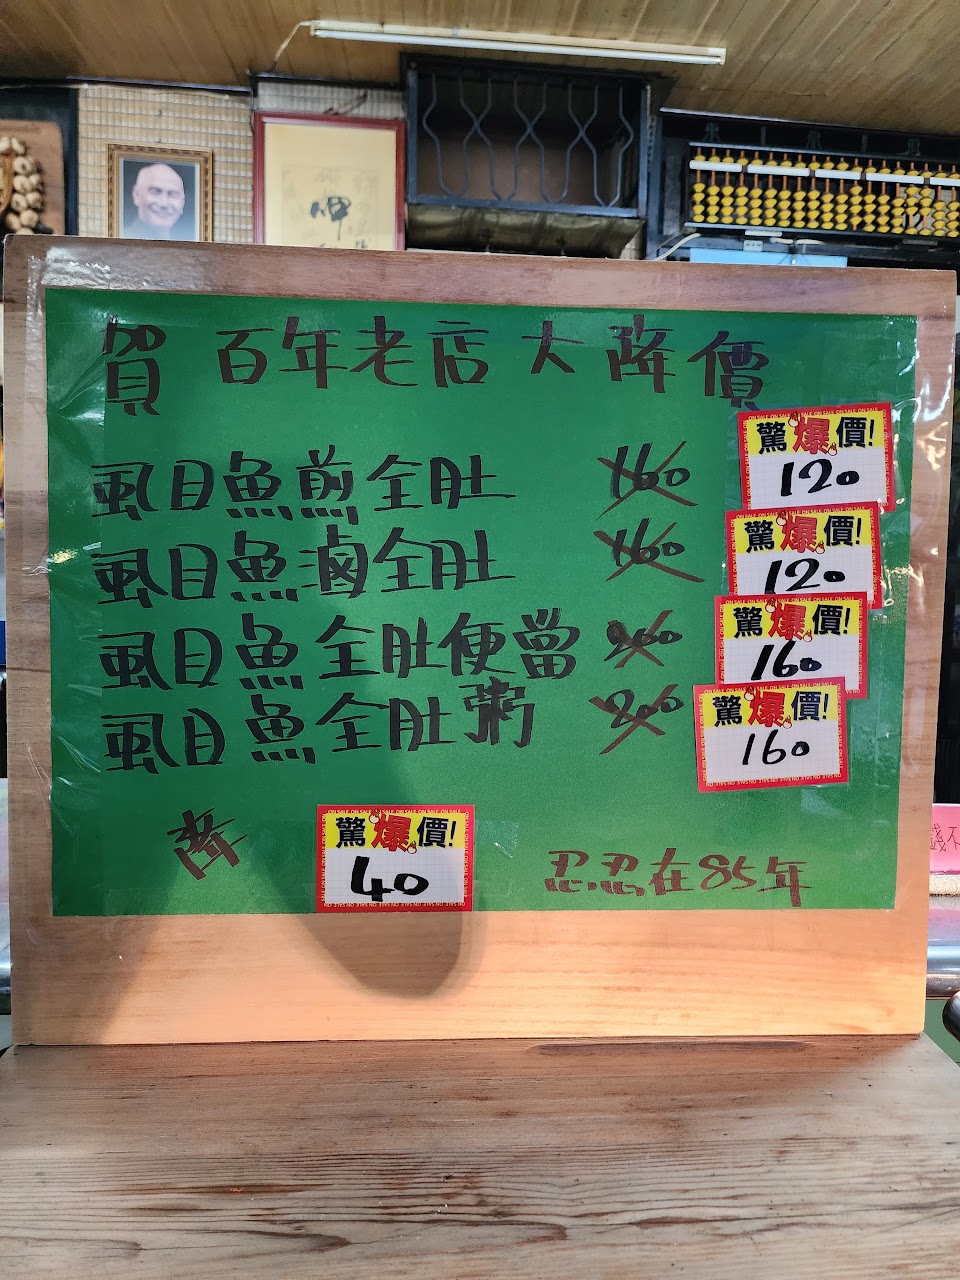 呷
賀 百年老店大降價
虱目魚煎全肚 160 驚爆價! 120
虱目魚滷全肚 160 驚爆價! 120
虱目魚全肚便當 200 驚爆價! 160
虱目魚全肚粥 200 驚爆價! 160
降 驚爆價! 40 忍忍在85年